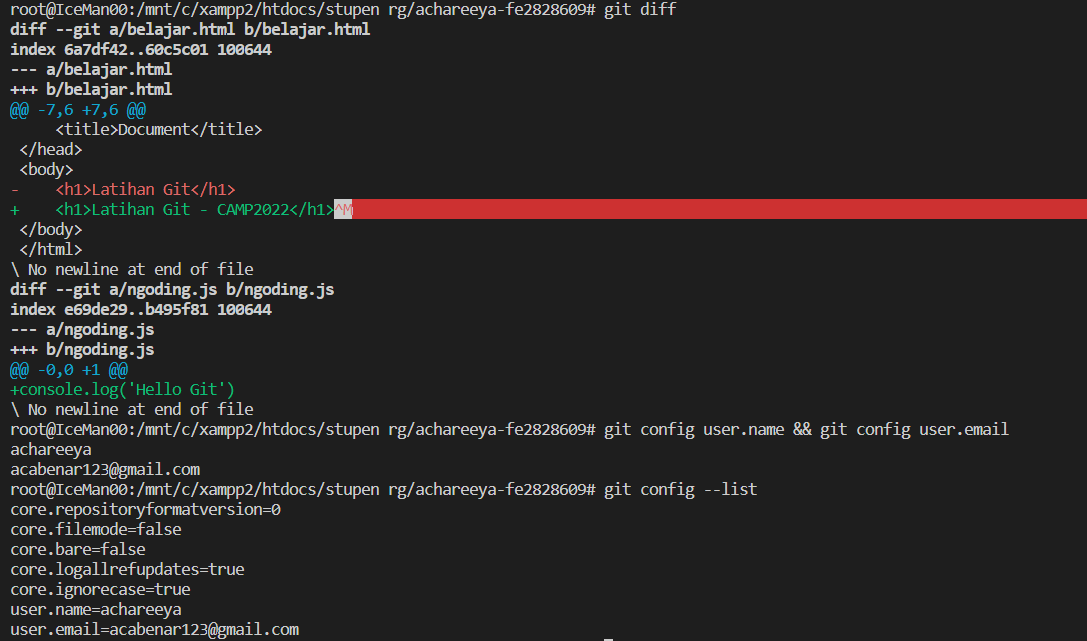 root@IceMan00:/mnt/c/xampp2/htdocs/stupen rg/achareeya-fe2828609# git diff
diff --git a/belajar.html b/belajar.html
index 6a7df42..60c5c01 100644
--- a/belajar.html
+++ b/belajar.html
@@ -7,6 +7,6 @@
     <title>Document</title>
 </head>
 <body>
-    <h1>Latihan Git</h1>
+    <h1>Latihan Git - CAMP2022</h1>^M
 </body>
 </html>
\ No newline at end of file
diff --git a/ngoding.js b/ngoding.js
index e69de29..b495f81 100644
--- a/ngoding.js
+++ b/ngoding.js
@@ -0,0 +1 @@
+console.log('Hello Git')
\ No newline at end of file
root@IceMan00:/mnt/c/xampp2/htdocs/stupen rg/achareeya-fe2828609# git config user.name && git config user.email
achareeya
acabenar123@gmail.com
root@IceMan00:/mnt/c/xampp2/htdocs/stupen rg/achareeya-fe2828609# git config --list
core.repositoryformatversion=0
core.filemode=false
core.bare=false
core.logallrefupdates=true
core.ignorecase=true
user.name=achareeya
user.email=acabenar123@gmail.com